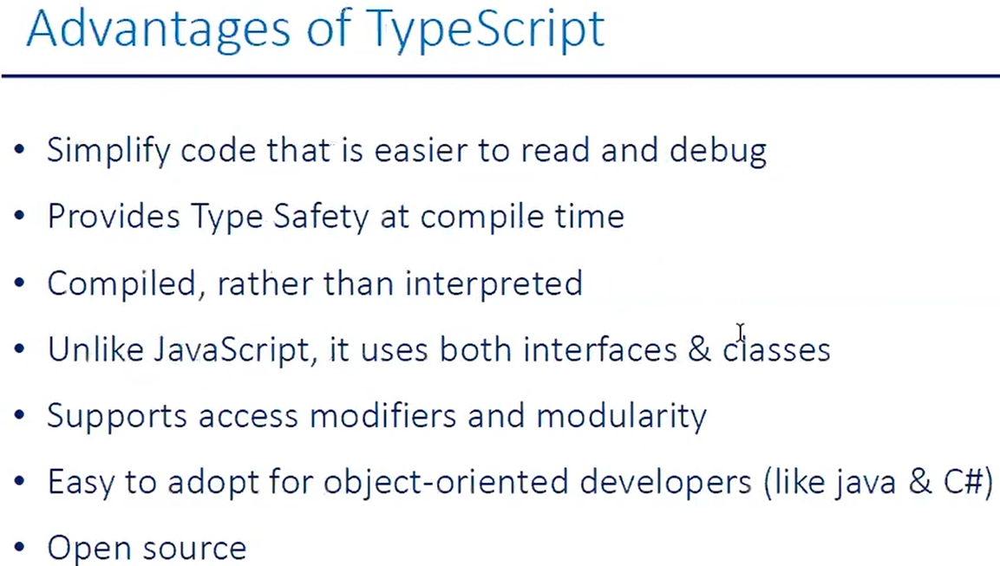 Advantages of TypeScript
• Simplify code that is easier to read and debug
• Provides Type Safety at compile time
• Compiled, rather than interpreted
• Unlike JavaScript, it uses both interfaces & classes
• Supports access modifiers and modularity
• Easy to adopt for object-oriented developers (like java & C#)
• Open source